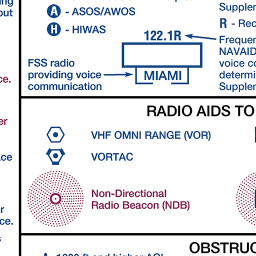 A - ASOS/AWOS
H - HIWAS
122.1R
FSS radio
providing voice
communication
MIAMI
Supplem
R - Rec
Frequen
NAVAID
voice co
determi
Supplem
RADIO AIDS TO
VHF OMNI RANGE (VOR)
VORTAC
Non-Directional
Radio Beacon (NDB)
OBSTRUC